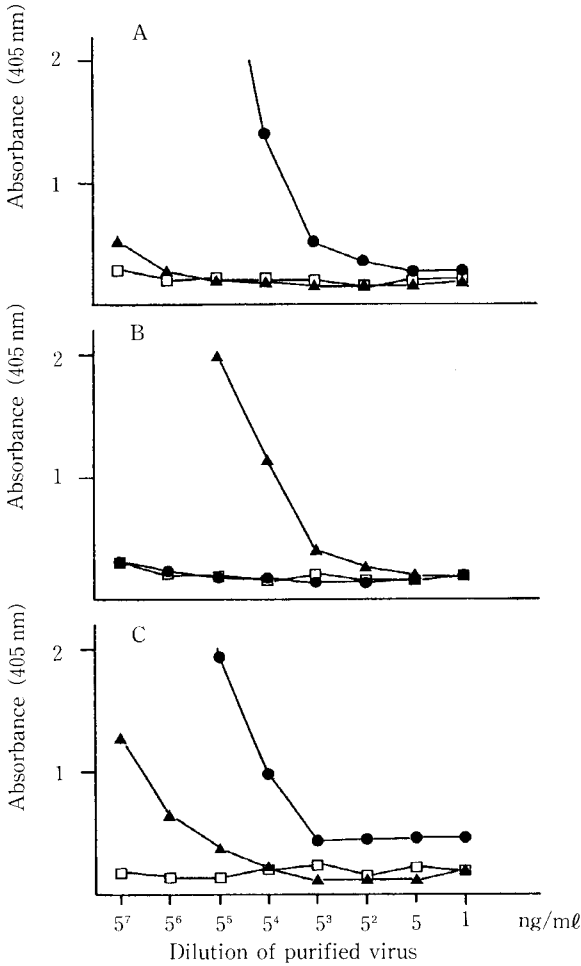 A
Absorbance (405 nm)
2
1
B
Absorbance (405 nm)
2
1
C
Absorbance (405 nm)
2
1
5⁷ 5⁶ 5⁵ 5⁴ 5³ 5² 5 1 ng/mℓ
Dilution of purified virus